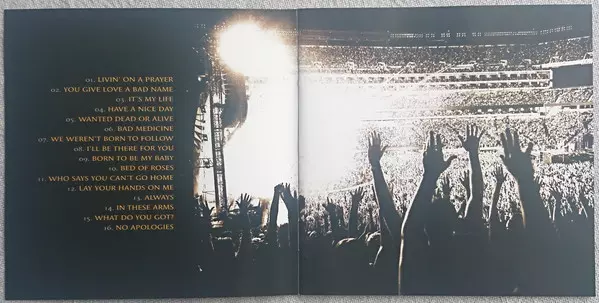 01. LIVIN' ON A PRAYER
02. YOU GIVE LOVE A BAD NAME
03. IT'S MY LIFE
04. HAVE A NICE DAY
05. WANTED DEAD OR ALIVE
06. BAD MEDICINE
07. WE WEREN'T BORN TO FOLLOW
08. I'LL BE THERE FOR YOU
09. BORN TO BE MY BABY
10. BED OF ROSES
11. WHO SAYS YOU CAN'T GO HOME
12. LAY YOUR HANDS ON ME
13. ALWAYS
14. IN THESE ARMS
15. WHAT DO YOU GOT?
16. NO APOLOGIES